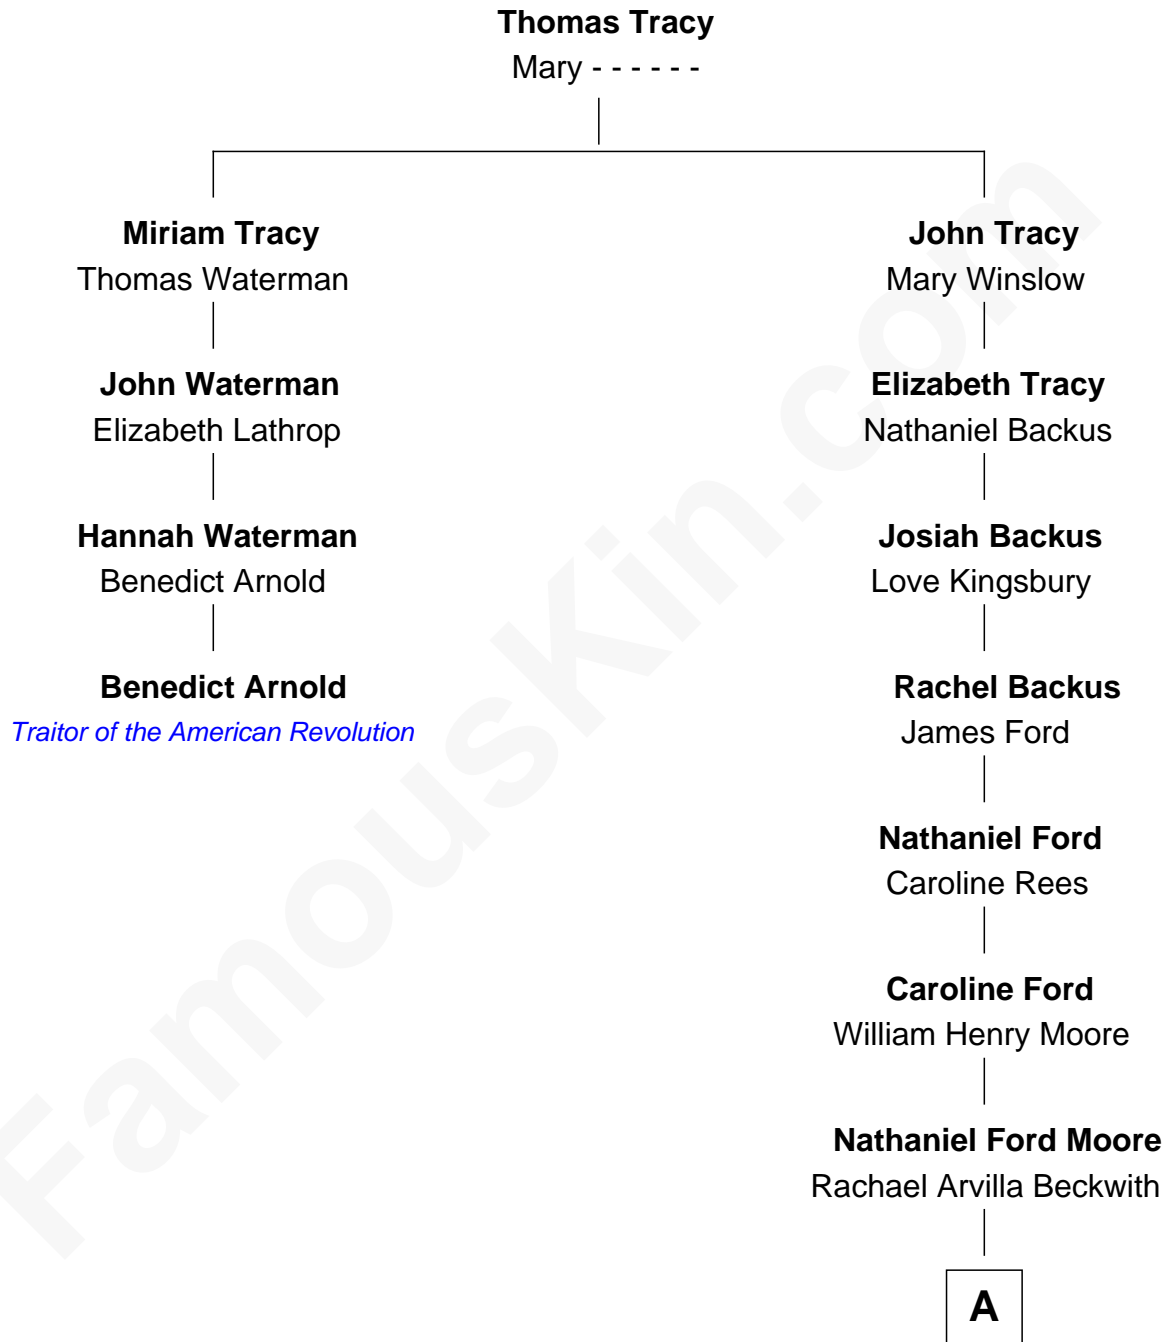 Thomas Tracy
Mary - - - - - -
Miriam Tracy
Thomas Waterman
John Tracy
Mary Winslow
John Waterman
Elizabeth Lathrop
Elizabeth Tracy
Nathaniel Backus
Hannah Waterman
Benedict Arnold
Josiah Backus
Love Kingsbury
Benedict Arnold
Traitor of the American Revolution
Rachel Backus
James Ford
Nathaniel Ford
Caroline Rees
Caroline Ford
William Henry Moore
Nathaniel Ford Moore
Rachael Arvilla Beckwith
A
FamousKin.com